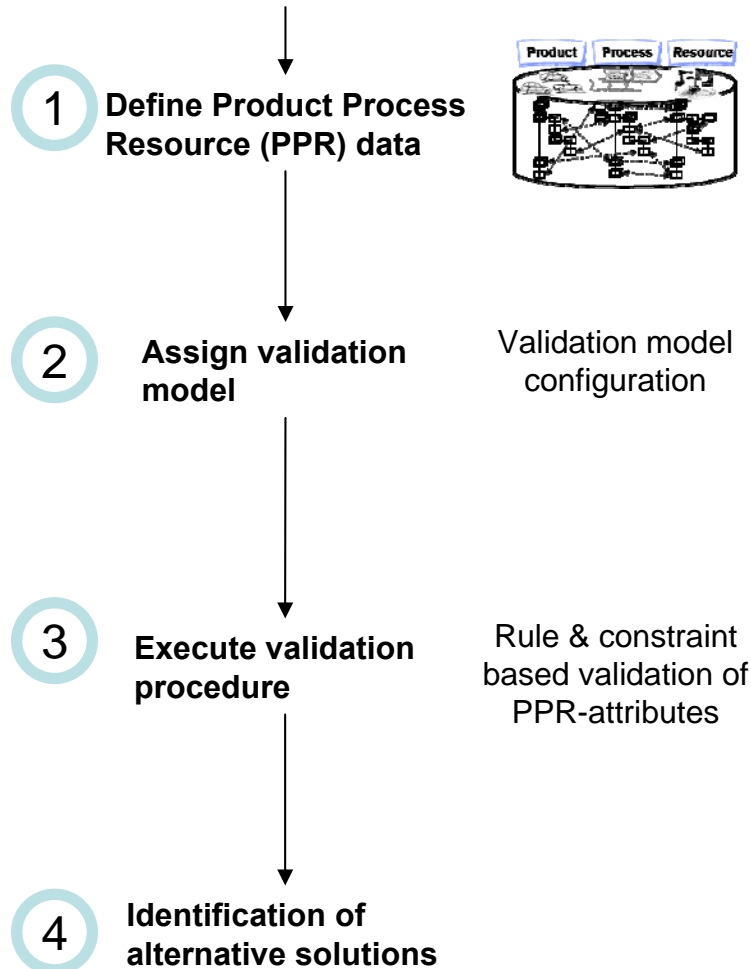 Product Process Resource
1 Define Product Process
Resource (PPR) data
2 Assign validation
model
Validation model
configuration
3 Execute validation
procedure
Rule & constraint
based validation of
PPR-attributes
4 Identification of
alternative solutions